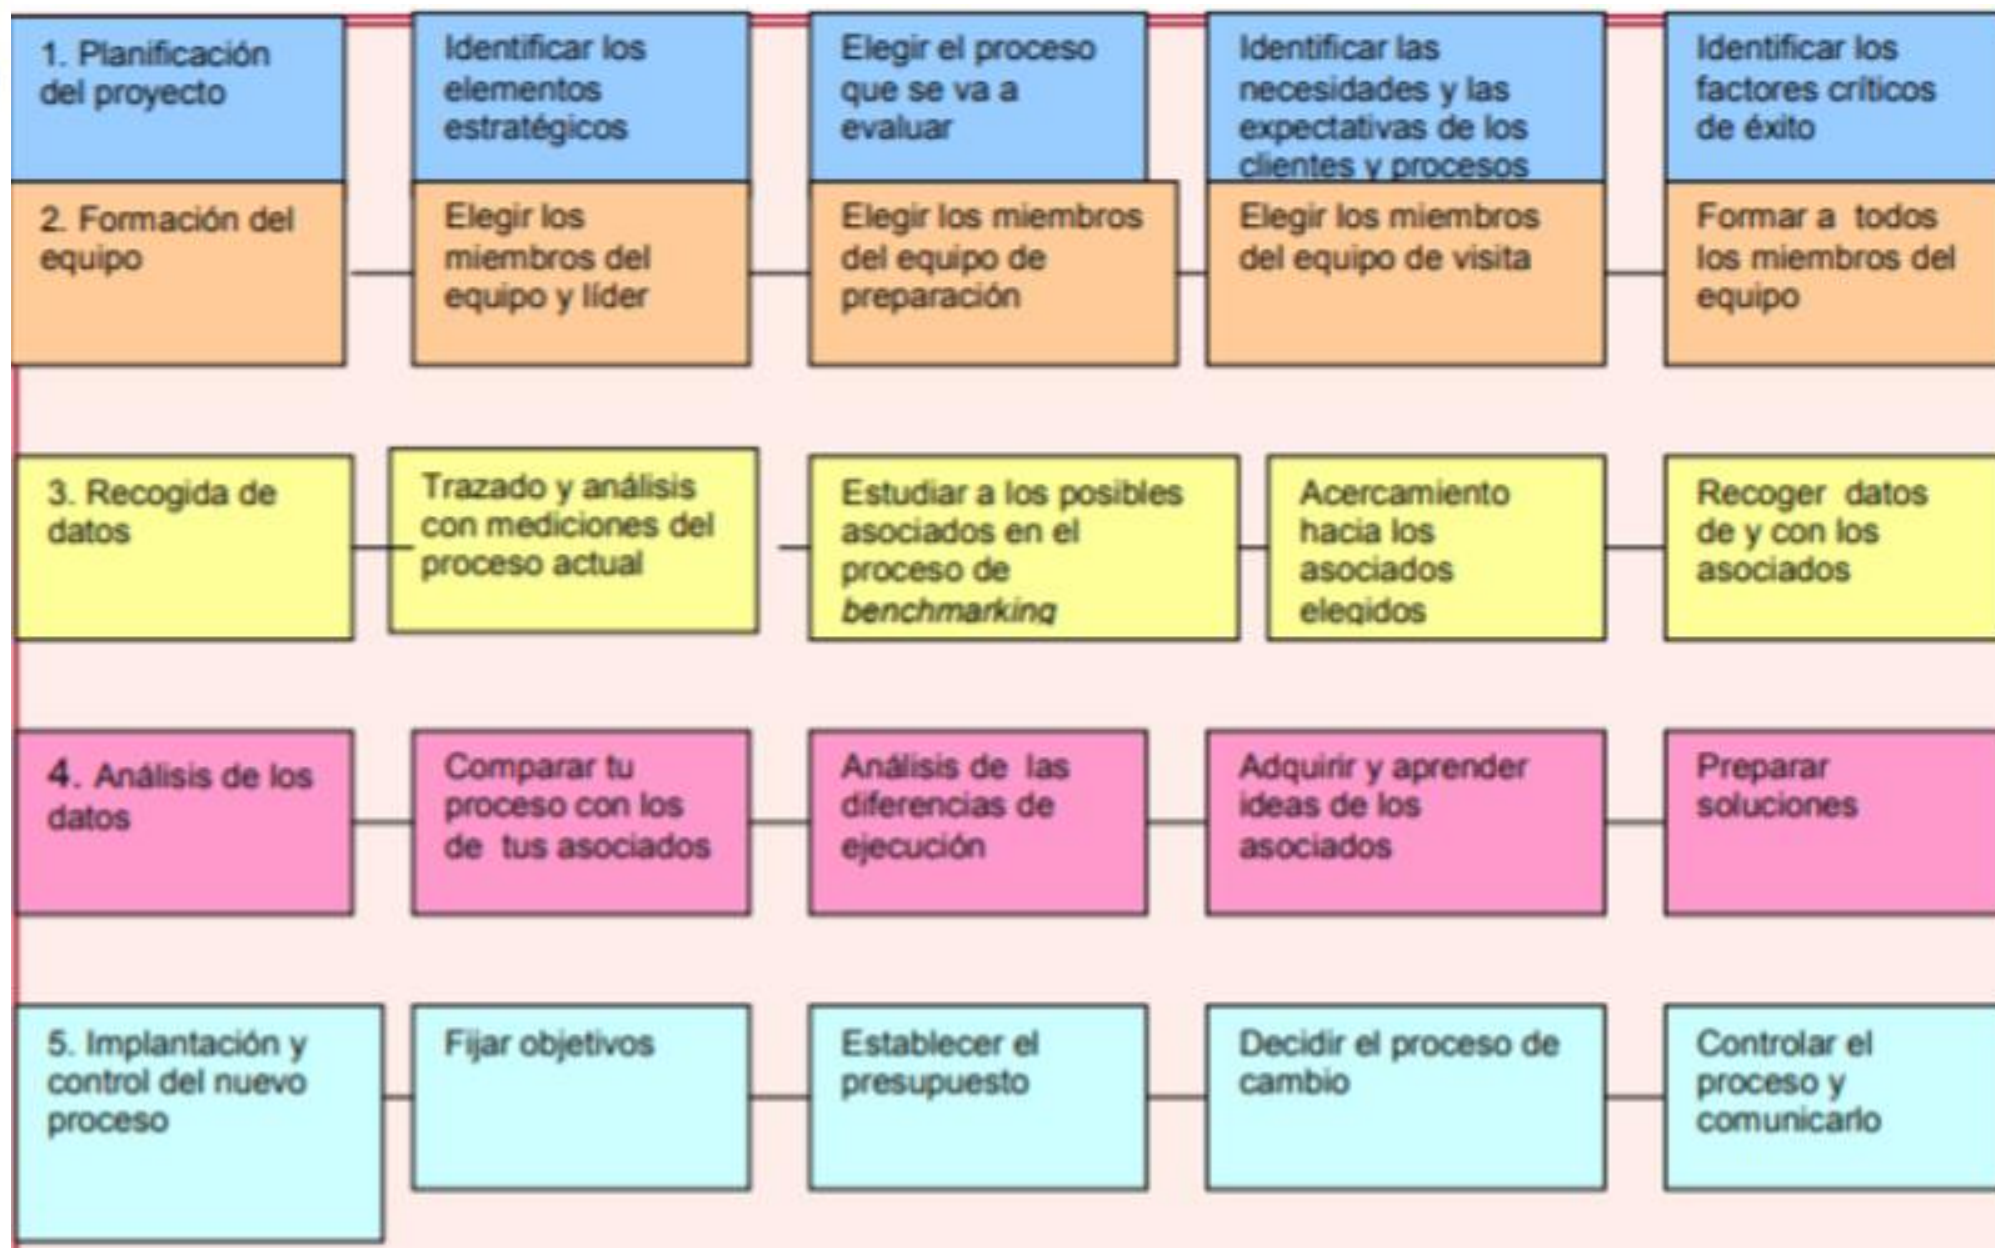 1. Planificación
del proyecto
Identificar los
elementos
estratégicos
Elegir el proceso
que se va a
evaluar
Identificar las
necesidades y las
expectativas de los
clientes y procesos
Identificar los
factores críticos
de éxito
2. Formación del
equipo
Elegir los
miembros del
equipo y líder
Elegir los miembros
del equipo de
preparación
Elegir los miembros
del equipo de visita
Formar a todos
los miembros del
equipo
3. Recogida de
datos
Trazado y análisis
con mediciones del
proceso actual
Estudiar a los posibles
asociados en el
proceso de
benchmarking
Acercamiento
hacia los
asociados
elegidos
Recoger datos
de y con los
asociados
4. Análisis de los
datos
Comparar tu
proceso con los
de tus asociados
Análisis de las
diferencias de
ejecución
Adquirir y aprender
ideas de los
asociados
Preparar
soluciones
5. Implantación y
control del nuevo
proceso
Fijar objetivos
Establecer el
presupuesto
Decidir el proceso de
cambio
Controlar el
proceso y
comunicarlo